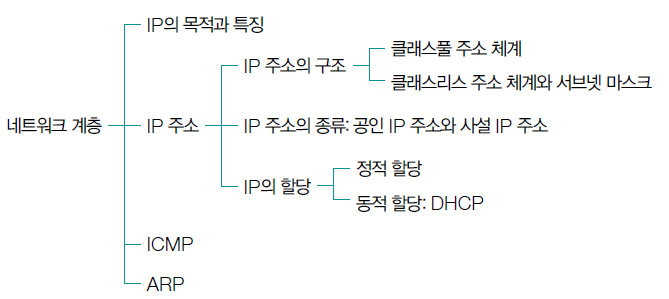 IP의 목적과 특징
클래스풀 주소 체계
IP 주소의 구조
클래스리스 주소 체계와 서브넷 마스크
네트워크 계층
IP 주소
IP 주소의 종류: 공인 IP 주소와 사설 IP 주소
정적 할당
IP의 할당
동적 할당: DHCP
ICMP
ARP